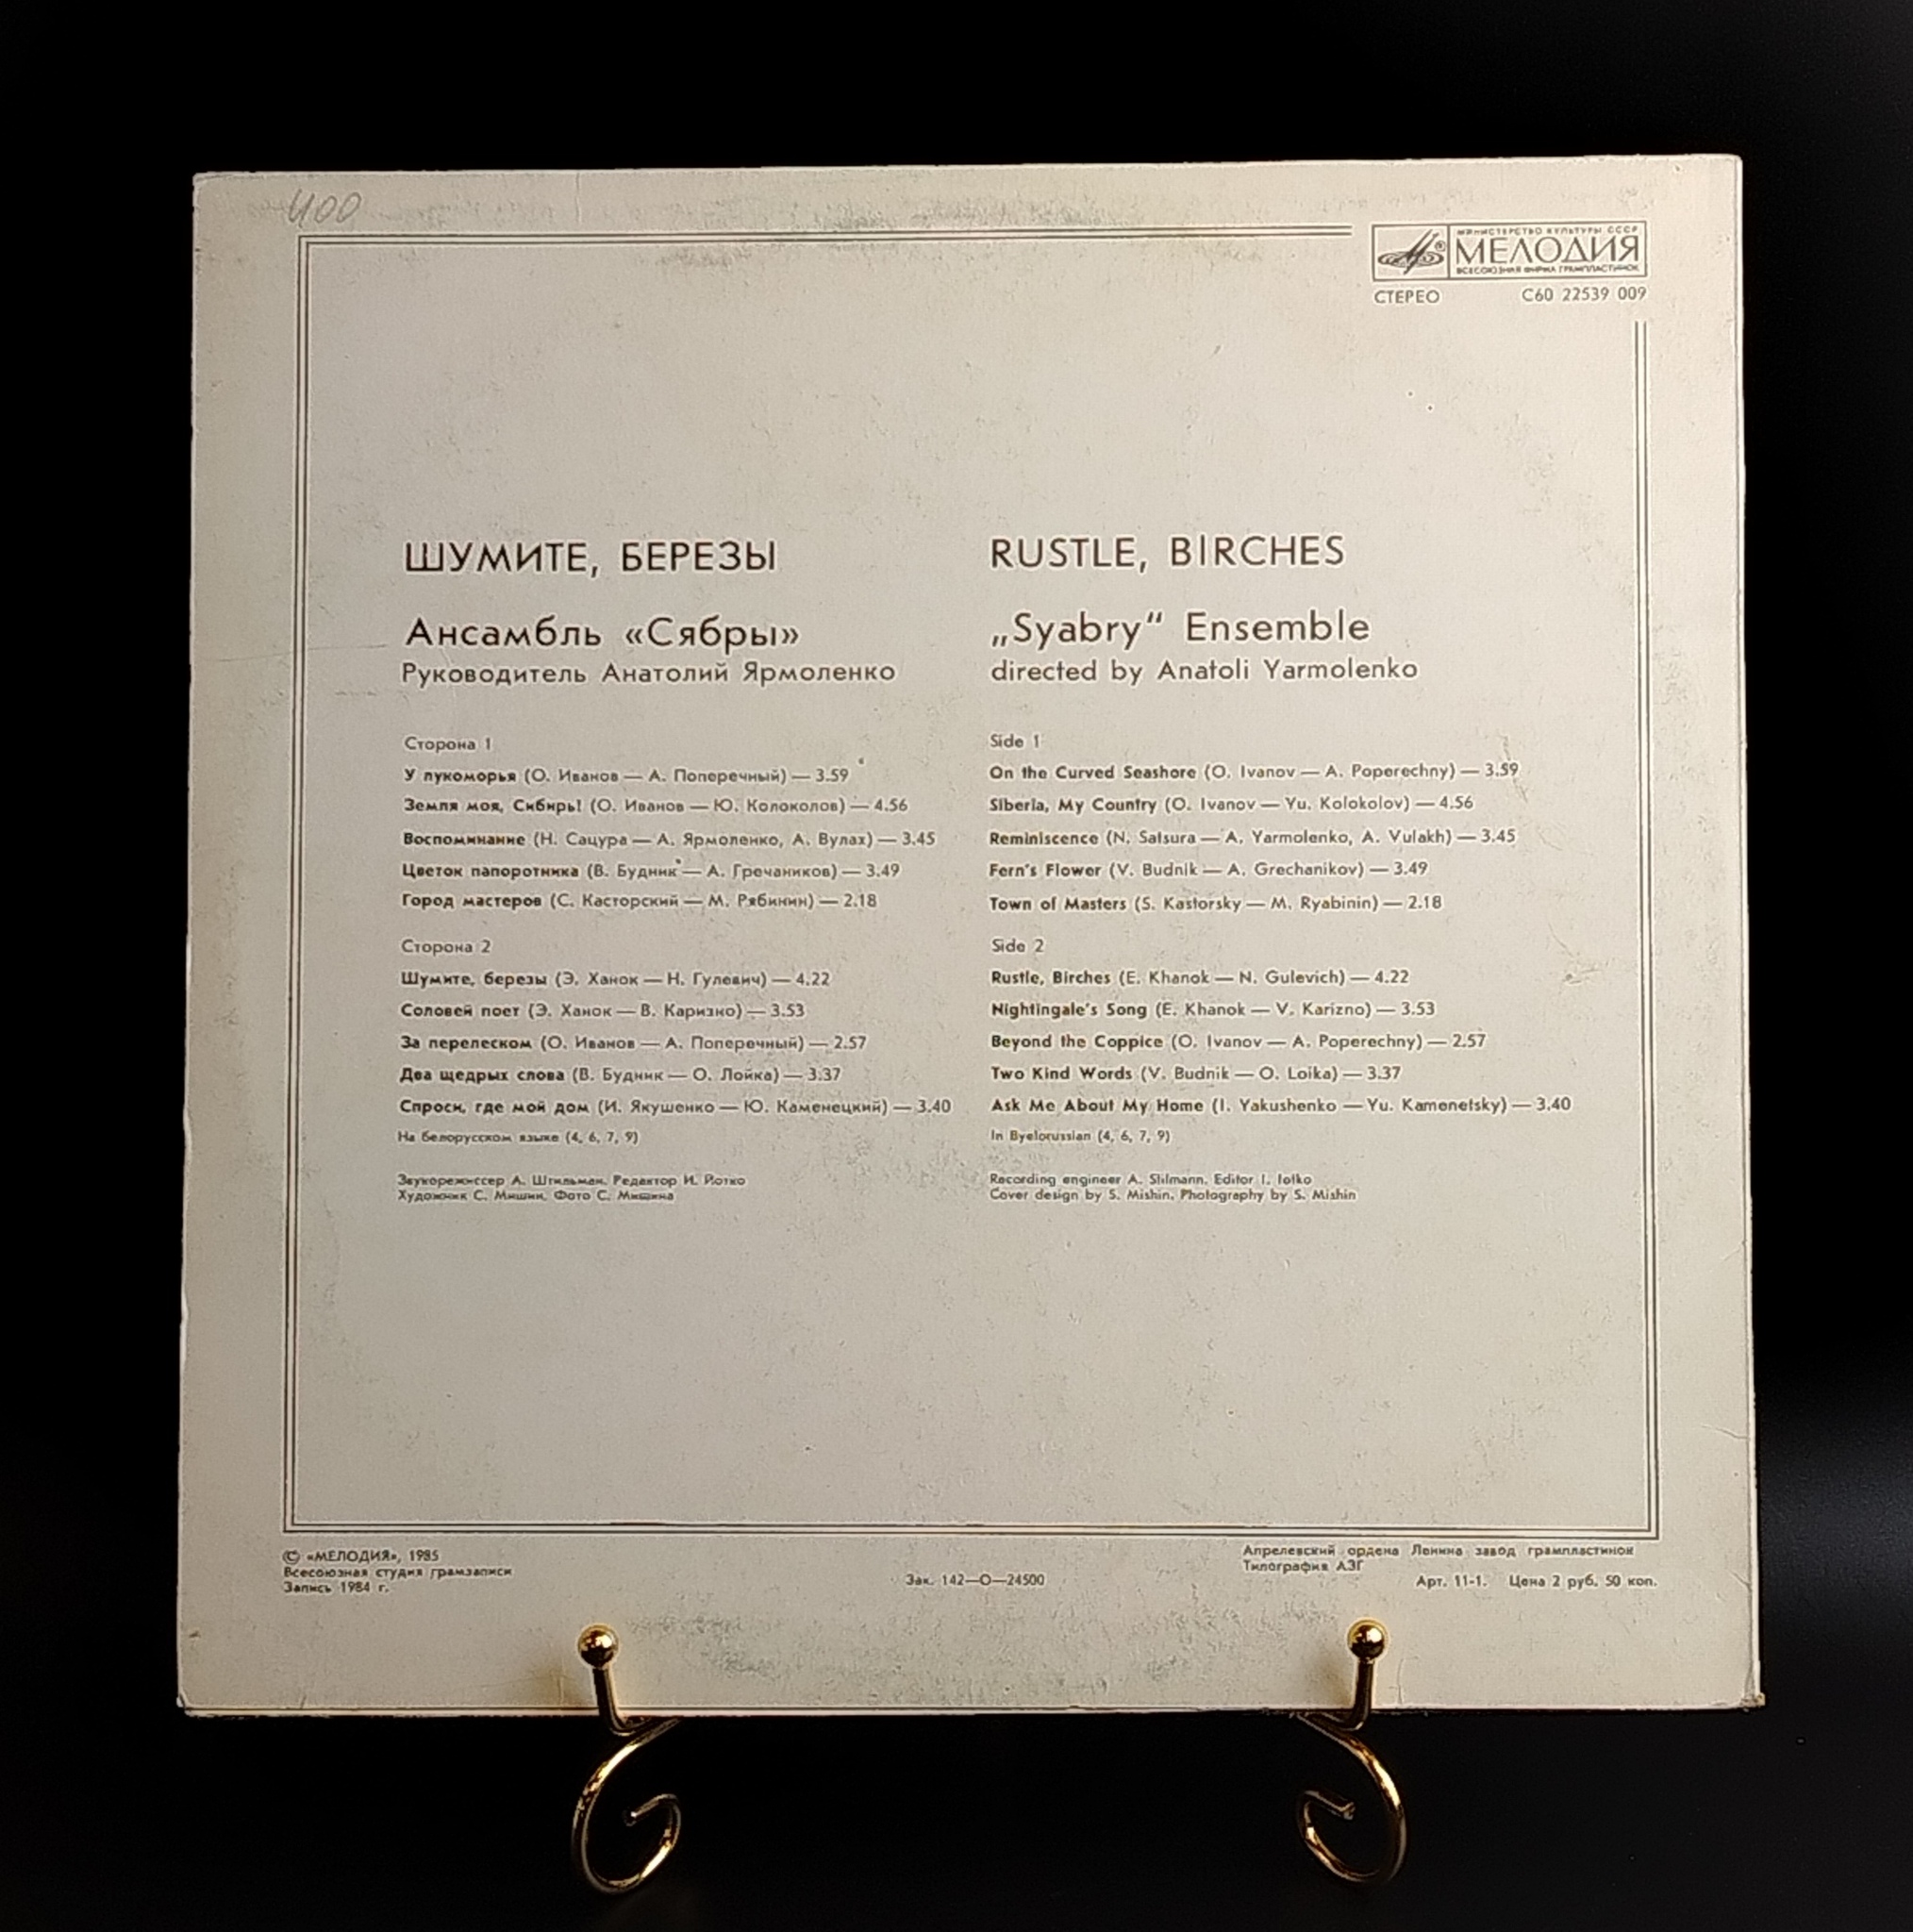 400
МИНИСТЕРСТВО КУЛЬТУРЫ СССР
МЕЛОДИЯ
ВСЕСОЮЗНАЯ ФИРМА ГРАМПЛАСТИНОК
СТЕРЕО С60 22539 009
ШУМИТЕ, БЕРЕЗЫ
Ансамбль «Сябры»
Руководитель Анатолий Ярмоленко
Сторона 1
У лукоморья (О. Иванов — А. Поперечный) — 3.59
Земля моя, Сибирь! (О. Иванов — Ю. Колоколов) — 4.56
Воспоминание (Н. Сацура — А. Ярмоленко, А. Вулах) — 3.45
Цветок папоротника (В. Будник — А. Гречаников) — 3.49
Город мастеров (С. Касторский — М. Рябинин) — 2.18
Сторона 2
Шумите, березы (Э. Ханок — Н. Гулевич) — 4.22
Соловей поет (Э. Ханок — В. Каризно) — 3.53
За перелеском (О. Иванов — А. Поперечный) — 2.57
Два щедрых слова (В. Будник — О. Лойка) — 3.37
Спроси, где мой дом (И. Якушенко — Ю. Каменецкий) — 3.40
На белорусском языке (4, 6, 7, 9)
Звукорежиссер А. Штильман. Редактор И. Йотко
Художник С. Мишин. Фото С. Мишина
RUSTLE, BIRCHES
„Syabry“ Ensemble
directed by Anatoli Yarmolenko
Side 1
On the Curved Seashore (O. Ivanov — A. Poperechny) — 3.59
Siberia, My Country (O. Ivanov — Yu. Kolokolov) — 4.56
Reminiscence (N. Satsura — A. Yarmolenko, A. Vulakh) — 3.45
Fern's Flower (V. Budnik — A. Grechanikov) — 3.49
Town of Masters (S. Kastorsky — M. Ryabinin) — 2.18
Side 2
Rustle, Birches (E. Khanok — N. Gulevich) — 4.22
Nightingale's Song (E. Khanok — V. Karizno) — 3.53
Beyond the Coppice (O. Ivanov — A. Poperechny) — 2.57
Two Kind Words (V. Budnik — O. Loika) — 3.37
Ask Me About My Home (I. Yakushenko — Yu. Kamenetsky) — 3.40
In Byelorussian (4, 6, 7, 9)
Recording engineer A. Stilmann. Editor I. Iotko
Cover design by S. Mishin. Photography by S. Mishin
© «МЕЛОДИЯ», 1985
Всесоюзная студия грамзаписи
Запись 1984 г.
Зак. 142—О—24500
Апрелевский ордена Ленина завод грампластинок
Типография АЗГ
Арт. 11-1. Цена 2 руб. 50 коп.